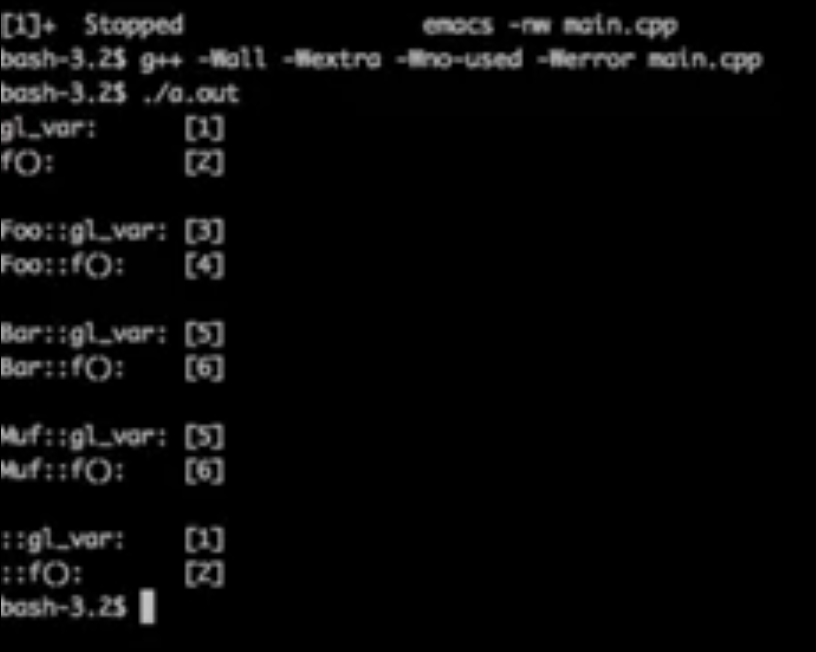 [1]+  Stopped                 emacs -nw main.cpp
bash-3.2$ g++ -Wall -Wextra -Wno-used -Werror main.cpp
bash-3.2$ ./a.out
gl_var:      [1]
f():         [2]

Foo::gl_var: [3]
Foo::f():    [4]

Bar::gl_var: [5]
Bar::f():    [6]

Muf::gl_var: [5]
Muf::f():    [6]

::gl_var:    [1]
::f():       [2]
bash-3.2$